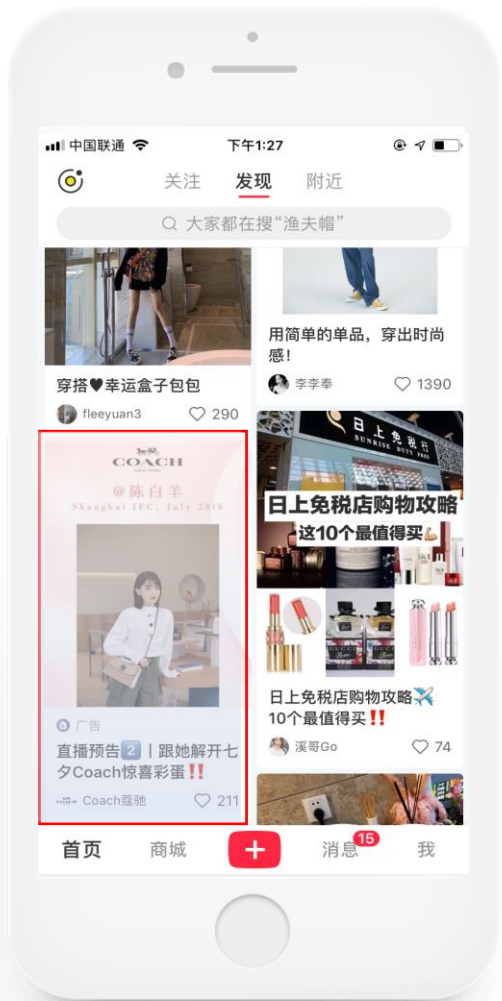 中国联通
下午1:27
关注
发现
附近
大家都在搜“渔夫帽”
穿搭♥幸运盒子包包
fleeyuan3
290
用简单的单品，穿出时尚
感！
李李奉
1390
COACH
NEW YORK
@陈白羊
Shanghai IFC, July 28th
广告
直播预告2️⃣丨跟她解开七
夕Coach惊喜彩蛋‼️
Coach蔻驰
211
日上免税行
SUNRISE DUTY FREE
日上免税店购物攻略
这10个最值得买💪
SKII
GUCCI
GUCCI
日上免税店购物攻略✈️
10个最值得买‼️
溪哥Go
74
首页
商城
消息
15
我